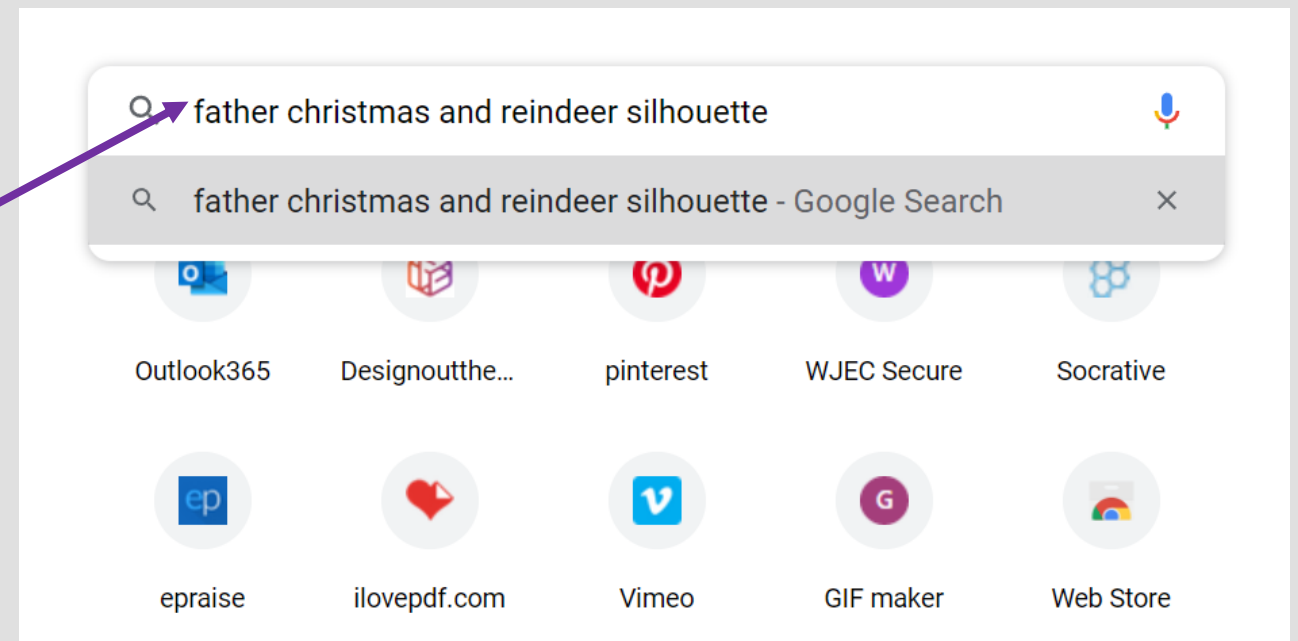 father christmas and reindeer silhouette
father christmas and reindeer silhouette - Google Search
Outlook365 Designoutthe... pinterest WJEC Secure Socrative
ep G
epraise ilovepdf.com Vimeo GIF maker Web Store